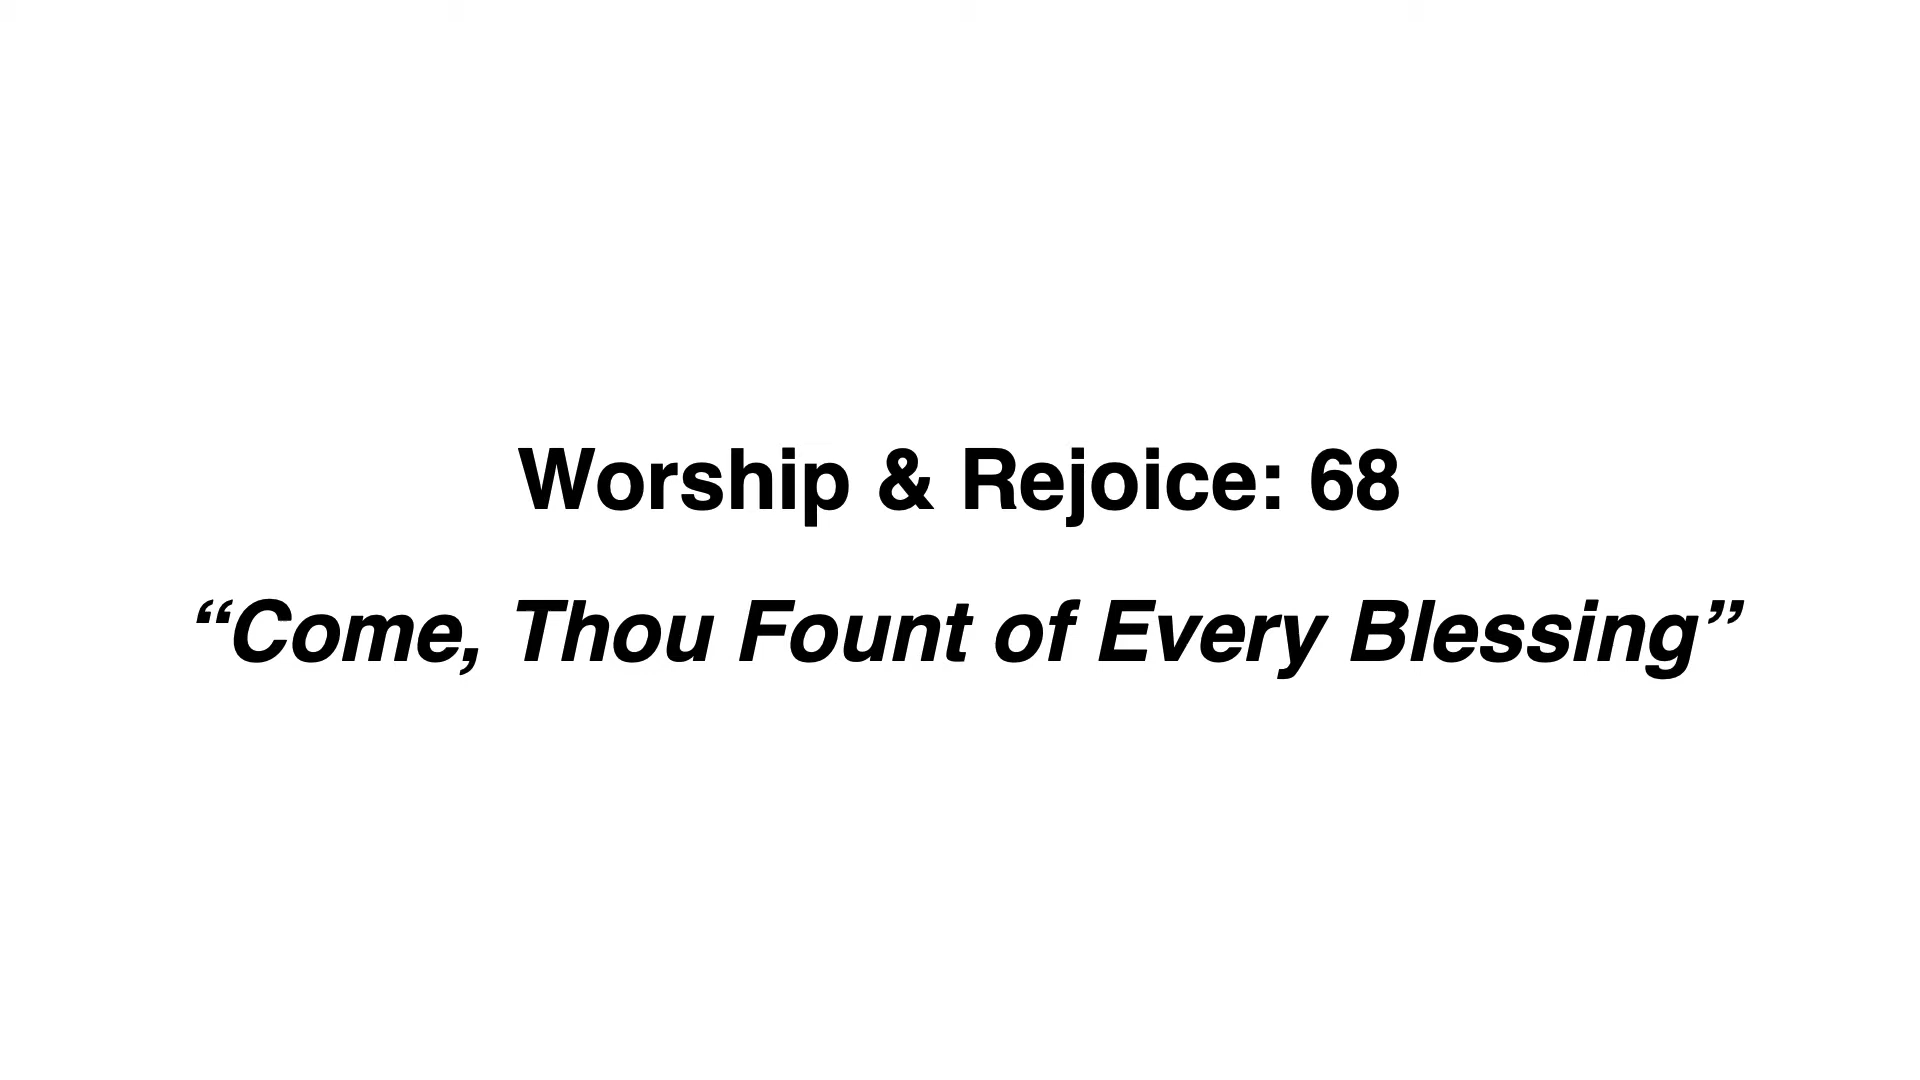 Worship & Rejoice: 68
“Come, Thou Fount of Every Blessing”